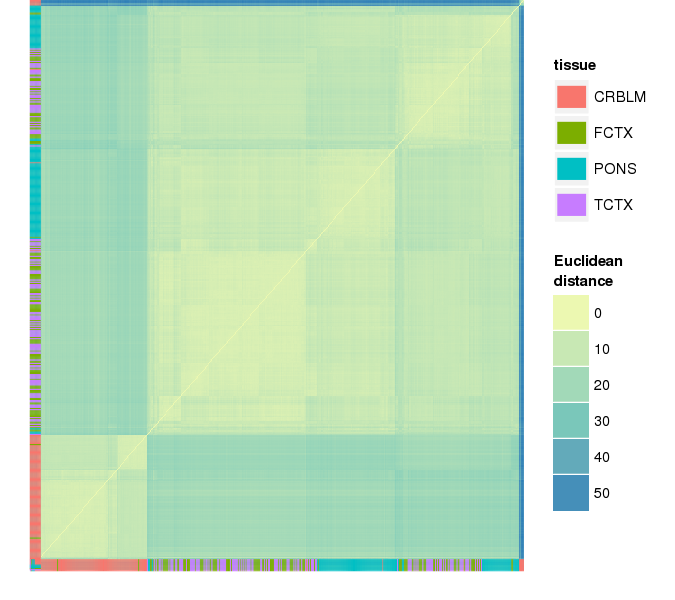 tissue
CRBLM
FCTX
PONS
TCTX
Euclidean
distance
0
10
20
30
40
50